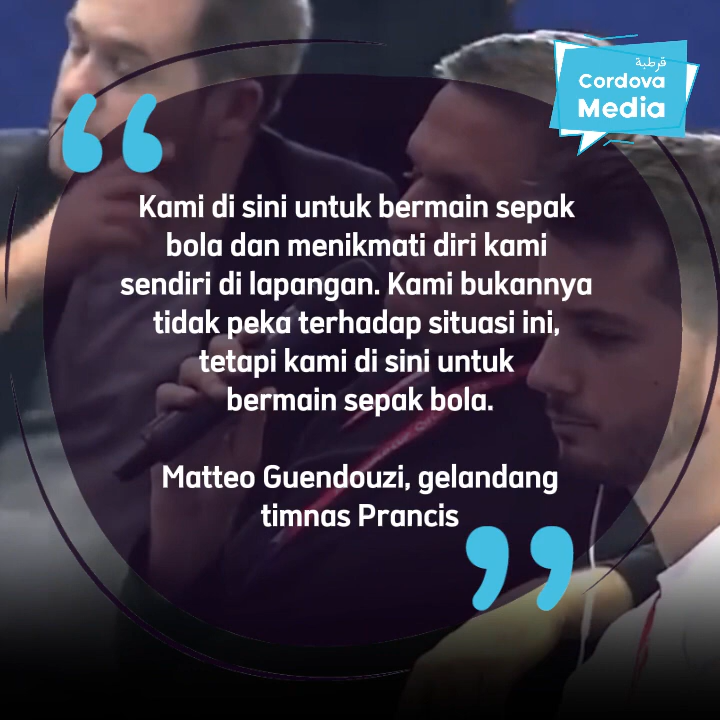 قرطبة
Cordova
Media
Kami di sini untuk bermain sepak
bola dan menikmati diri kami
sendiri di lapangan. Kami bukannya
tidak peka terhadap situasi ini,
tetapi kami di sini untuk
bermain sepak bola.
Matteo Guendouzi, gelandang
timnas Prancis